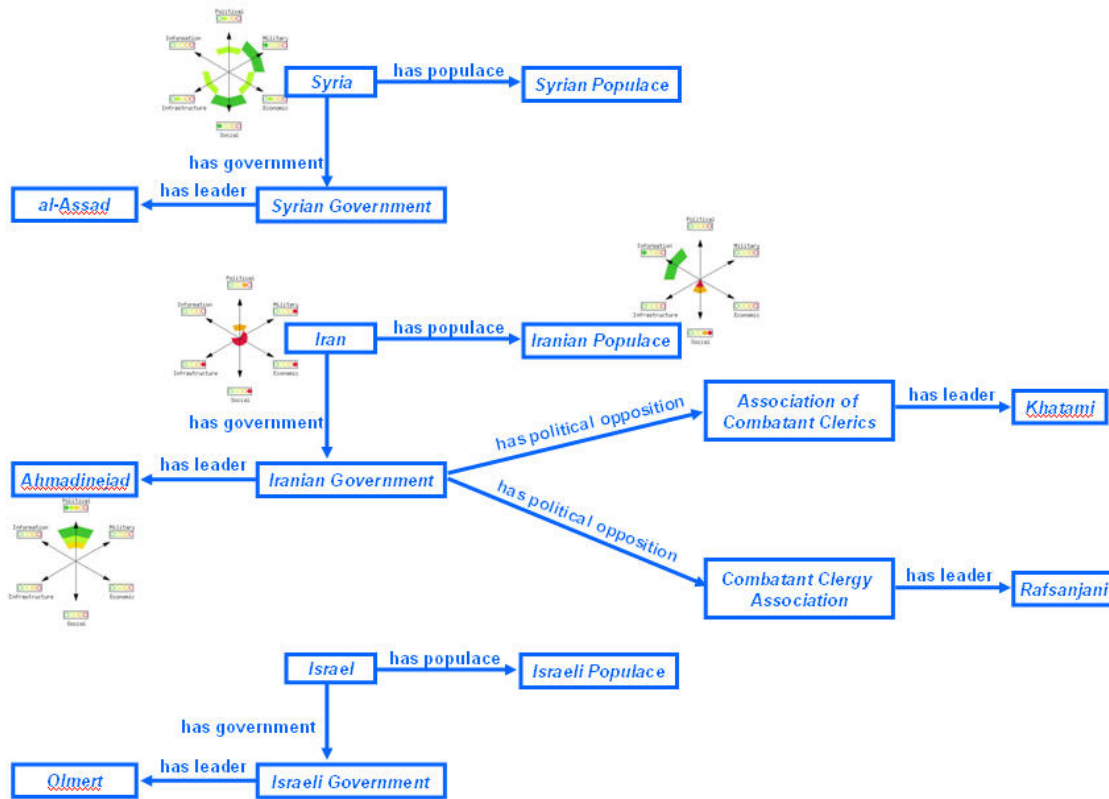 Political
Information
Military
Infrastructure
Economic
Social
Syria
has populace
Syrian Populace
has government
al-Assad
has leader
Syrian Government
Political
Information
Military
Infrastructure
Economic
Social
Political
Information
Military
Infrastructure
Economic
Social
Iran
has populace
Iranian Populace
has government
has political opposition
Association of
Combatant Clerics
has leader
Khatami
Ahmadinejad
has leader
Iranian Government
has political opposition
Political
Information
Military
Infrastructure
Economic
Social
Combatant Clergy
Association
has leader
Rafsanjani
Israel
has populace
Israeli Populace
has government
Olmert
has leader
Israeli Government